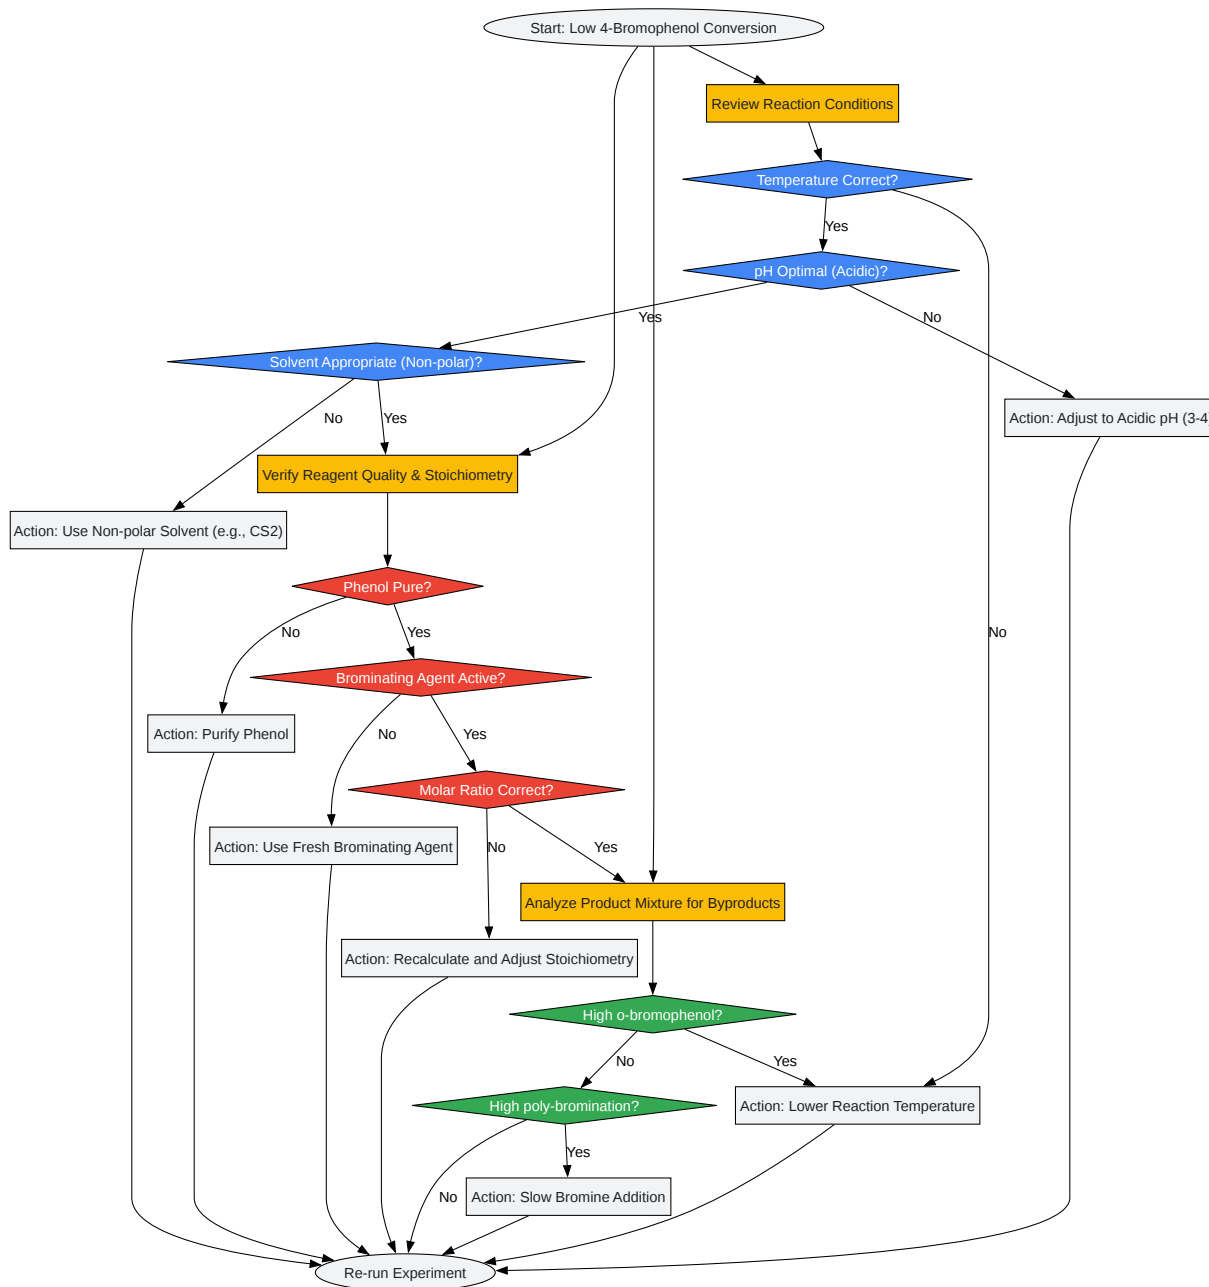 Start: Low 4-Bromophenol Conversion
Review Reaction Conditions
Temperature Correct?
Yes
pH Optimal (Acidic)?
Yes
No
Solvent Appropriate (Non-polar)?
No
Yes
Action: Adjust to Acidic pH (3-4)
Verify Reagent Quality & Stoichiometry
Action: Use Non-polar Solvent (e.g., CS2)
Phenol Pure?
No
Yes
No
Brominating Agent Active?
Action: Purify Phenol
No
Yes
Molar Ratio Correct?
Action: Use Fresh Brominating Agent
No
Yes
Analyze Product Mixture for Byproducts
Action: Recalculate and Adjust Stoichiometry
High o-bromophenol?
No
Yes
High poly-bromination?
Action: Lower Reaction Temperature
Yes
No
Action: Slow Bromine Addition
Re-run Experiment